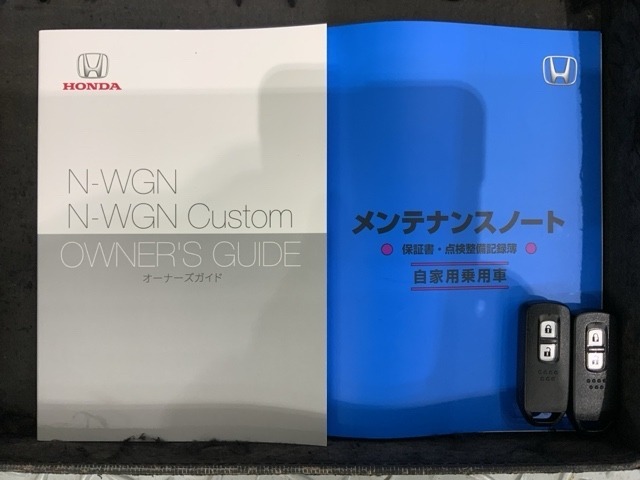 HONDA
N-WGN
N-WGN Custom
OWNER'S GUIDE
オーナーズガイド
メンテナンスノート
保証書・点検整備記録簿
自家用乗用車